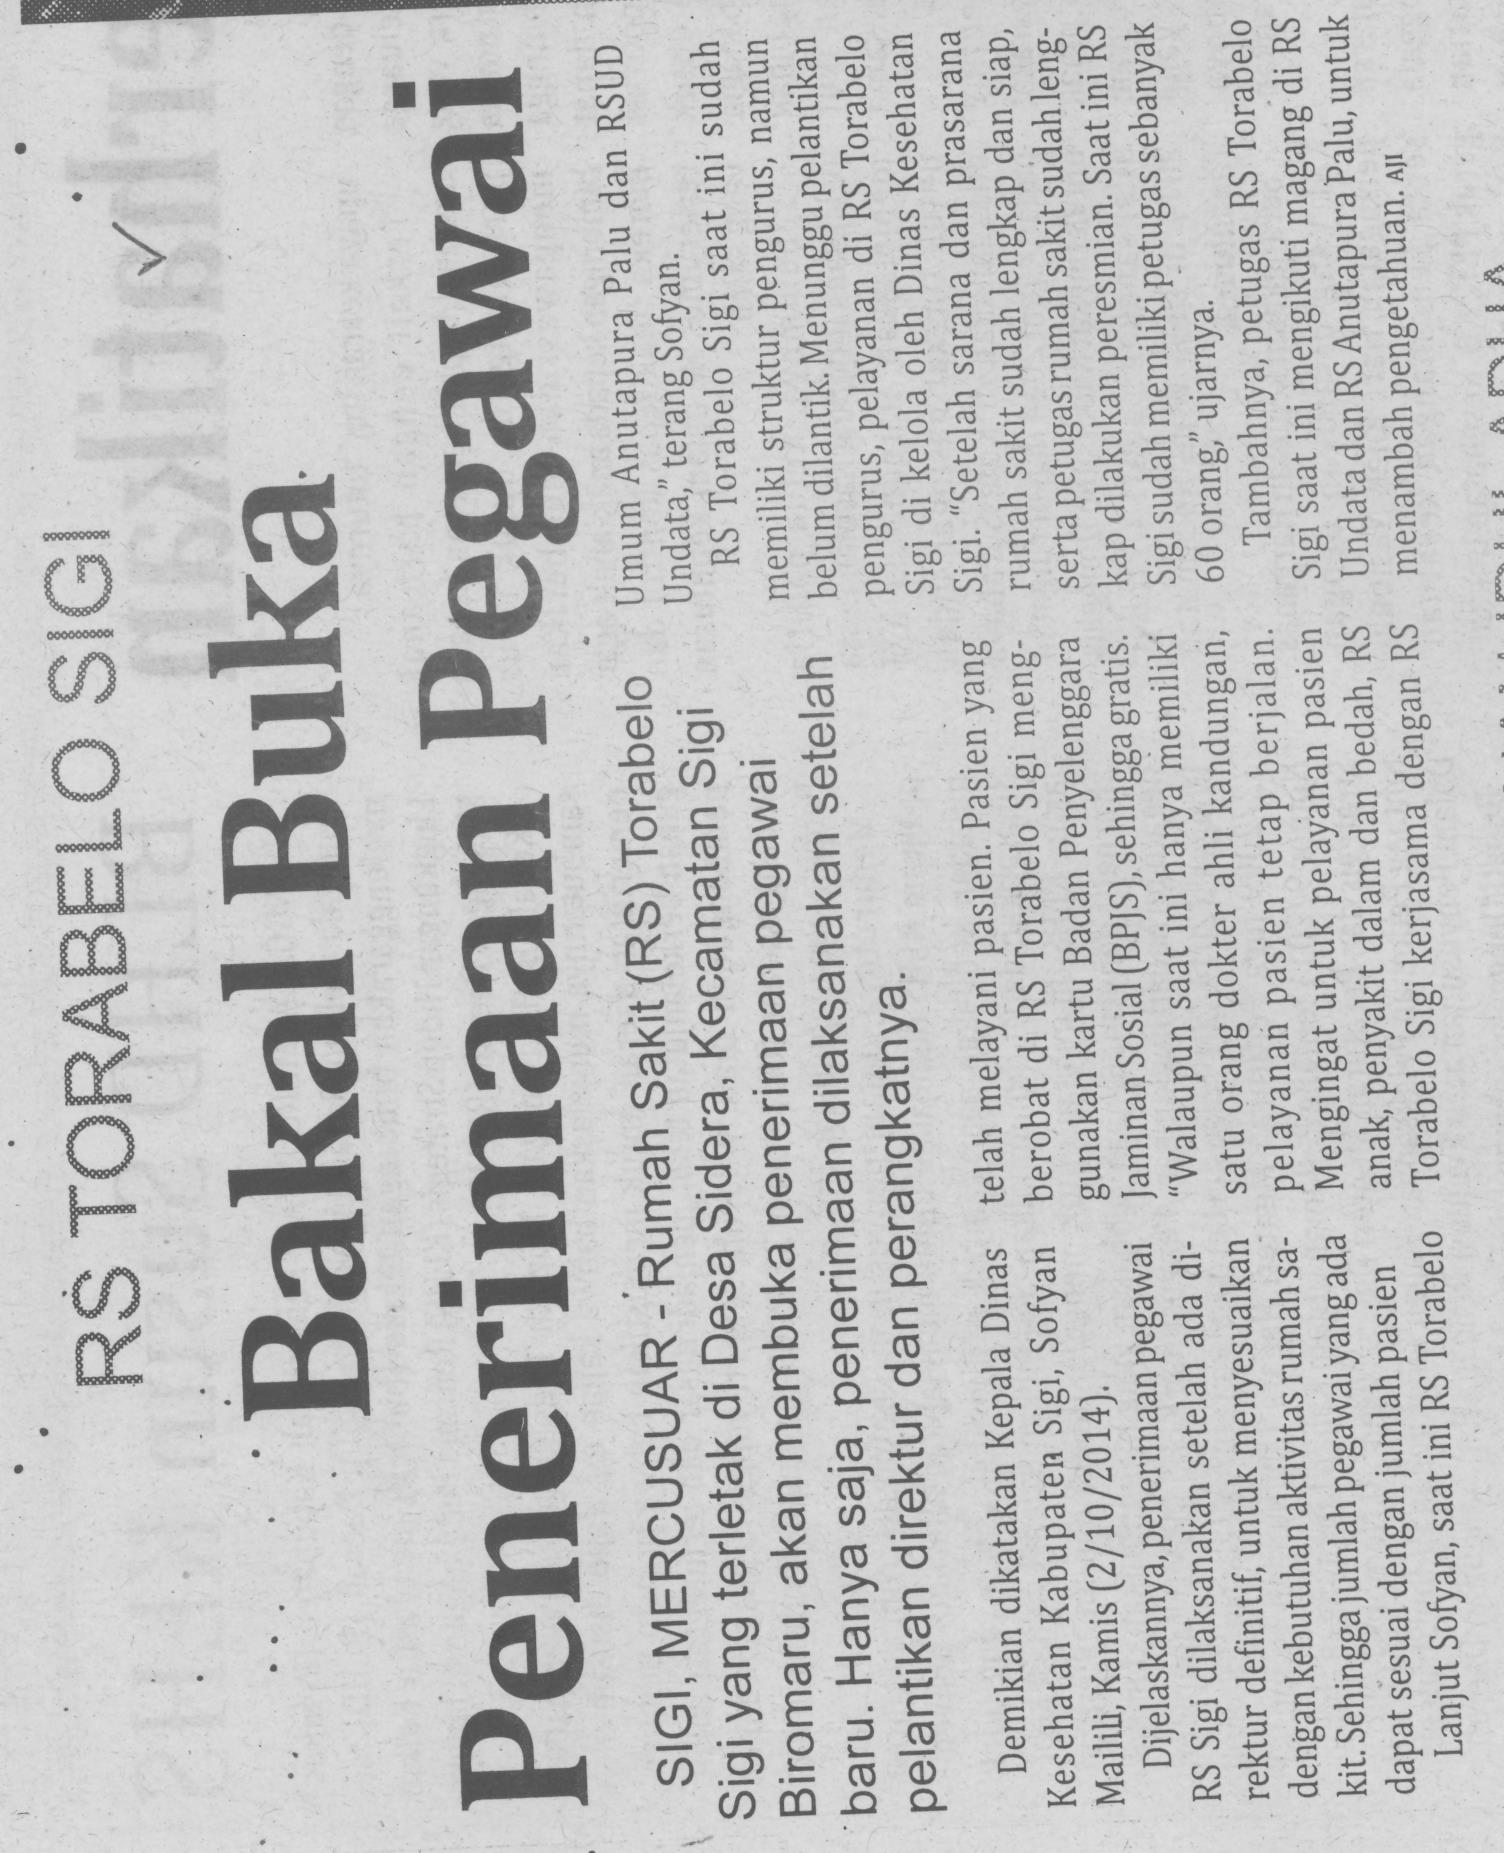 RS TORABELO SIGI
Bakal Buka
Penerimaan Pegawai
SIGI, MERCUSUAR - Rumah Sakit (RS) Torabelo
Sigi yang terletak di Desa Sidera, Kecamatan Sigi
Biromaru, akan membuka penerimaan pegawai
baru. Hanya saja, penerimaan dilaksanakan setelah
pelantikan direktur dan perangkatnya.
Demikian dikatakan Kepala Dinas
Kesehatan Kabupaten Sigi, Sofyan
Mailili, Kamis (2/10/2014).
Dijelaskannya, penerimaan pegawai
RS Sigi dilaksanakan setelah ada di-
rektur definitif, untuk menyesuaikan
dengan kebutuhan aktivitas rumah sa-
kit. Sehingga jumlah pegawai yang ada
dapat sesuai dengan jumlah pasien
Lanjut Sofyan, saat ini RS Torabelo
telah melayani pasien. Pasien yang
berobat di RS Torabelo Sigi meng-
gunakan kartu Badan Penyelenggara
Jaminan Sosial (BPJS), sehingga gratis.
“Walaupun saat ini hanya memiliki
satu orang dokter ahli kandungan,
pelayanan pasien tetap berjalan.
Mengingat untuk pelayanan pasien
anak, penyakit dalam dan bedah, RS
Torabelo Sigi kerjasama dengan RS
Umum Anutapura Palu dan RSUD
Undata,” terang Sofyan.
RS Torabelo Sigi saat ini sudah
memiliki struktur pengurus, namun
belum dilantik. Menunggu pelantikan
pengurus, pelayanan di RS Torabelo
Sigi di kelola oleh Dinas Kesehatan
Sigi. “Setelah sarana dan prasarana
rumah sakit sudah lengkap dan siap,
serta petugas rumah sakit sudah leng-
kap dilakukan peresmian. Saat ini RS
Sigi sudah memiliki petugas sebanyak
60 orang,” ujarnya.
Tambahnya, petugas RS Torabelo
Sigi saat ini mengikuti magang di RS
Undata dan RS Anutapura Palu, untuk
menambah pengetahuan. AJI